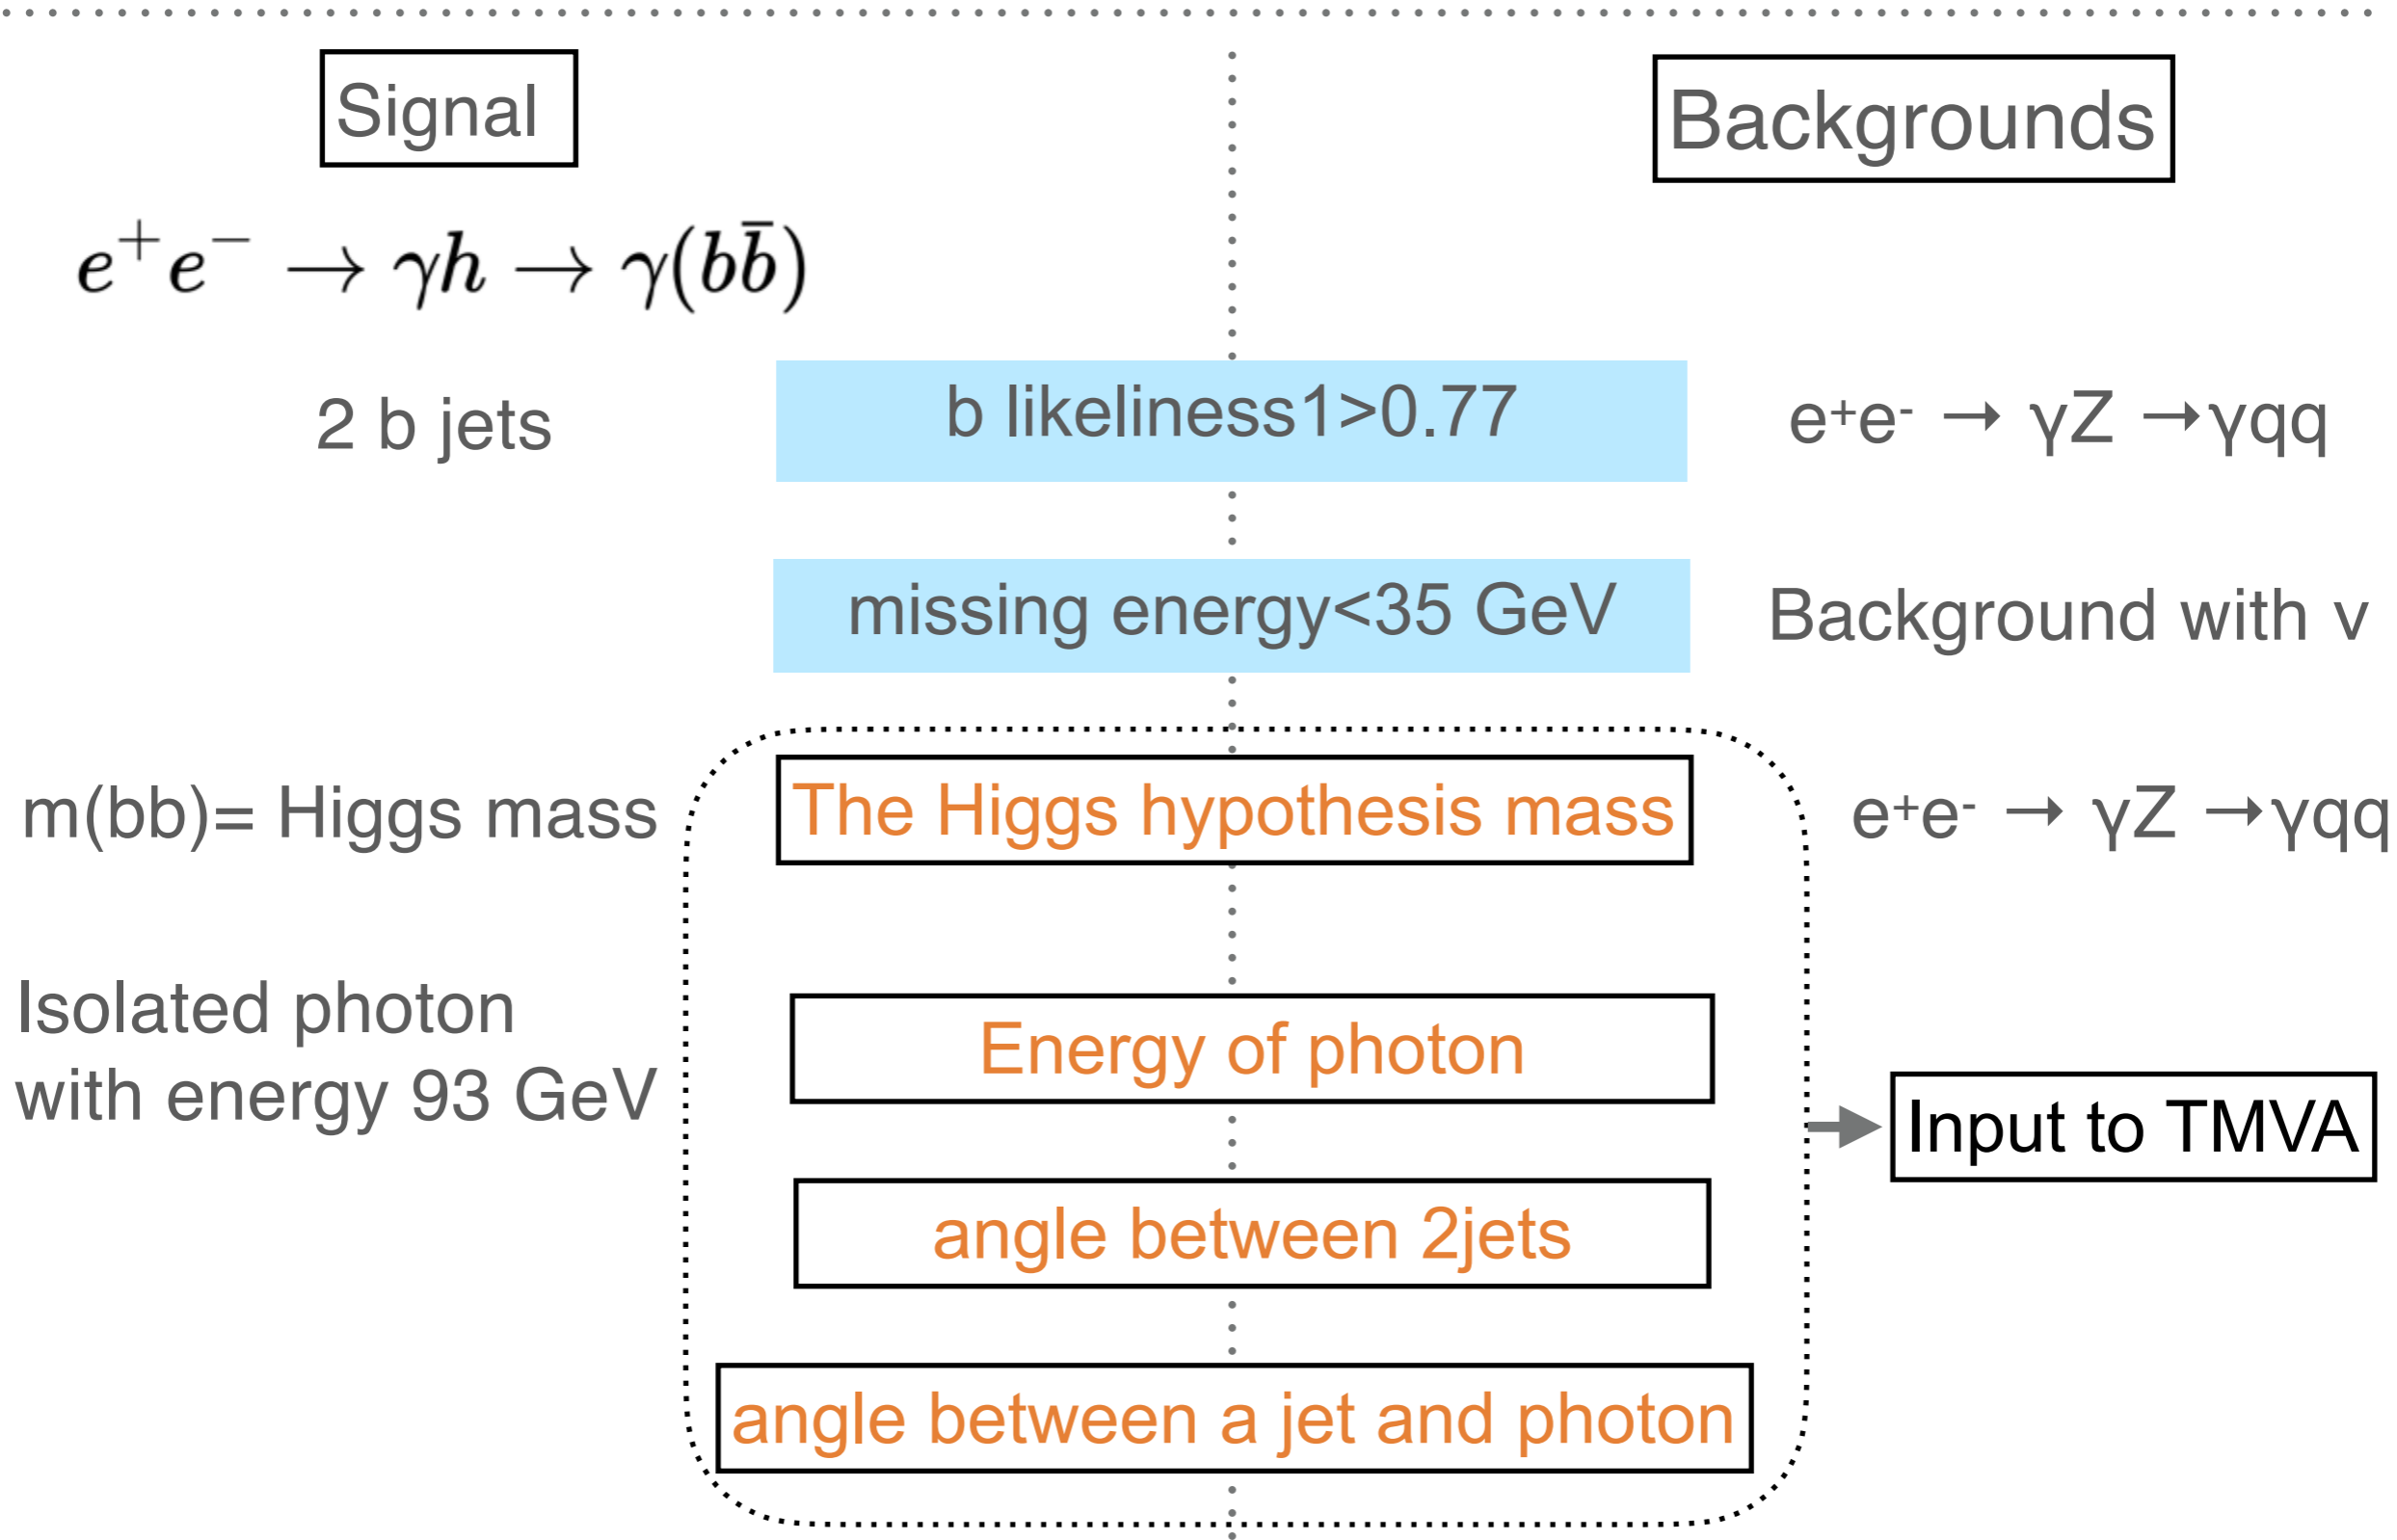 Signal
Backgrounds
e⁺e⁻ → γh → γ(bb̄)
2 b jets
b likeliness1>0.77
e⁺e⁻ → γZ →γqq
missing energy<35 GeV
Background with ν
m(bb)= Higgs mass
The Higgs hypothesis mass
e⁺e⁻ → γZ →γqq
Isolated photon
with energy 93 GeV
Energy of photon
Input to TMVA
angle between 2jets
angle between a jet and photon